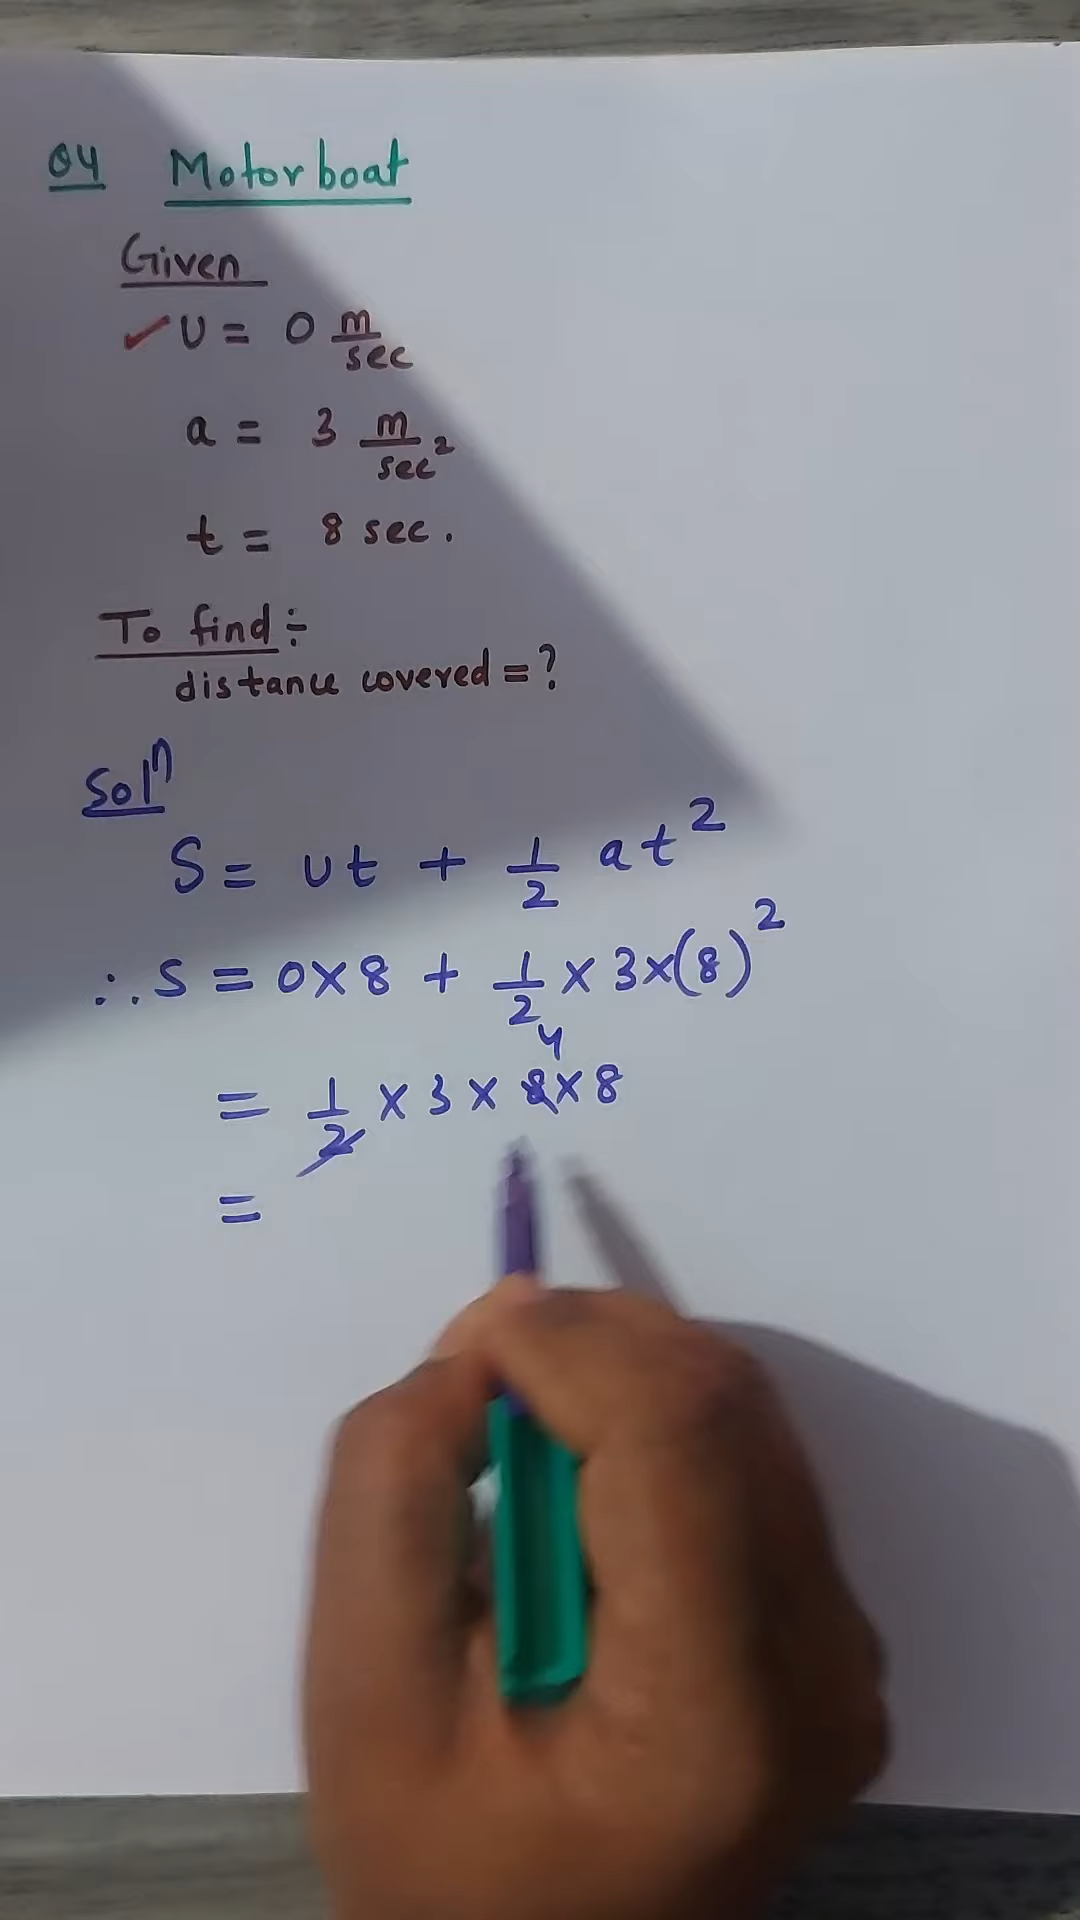 Q4 Motorboat
Given
✓ u = 0 m/sec
a = 3 m/sec²
t = 8 sec.
To find÷
distance covered = ?
Solⁿ
S = ut + 1/2 at²
∴ S = 0 × 8 + 1/2 × 3 × (8)²
4
= 1/2 × 3 × 8 × 8
=